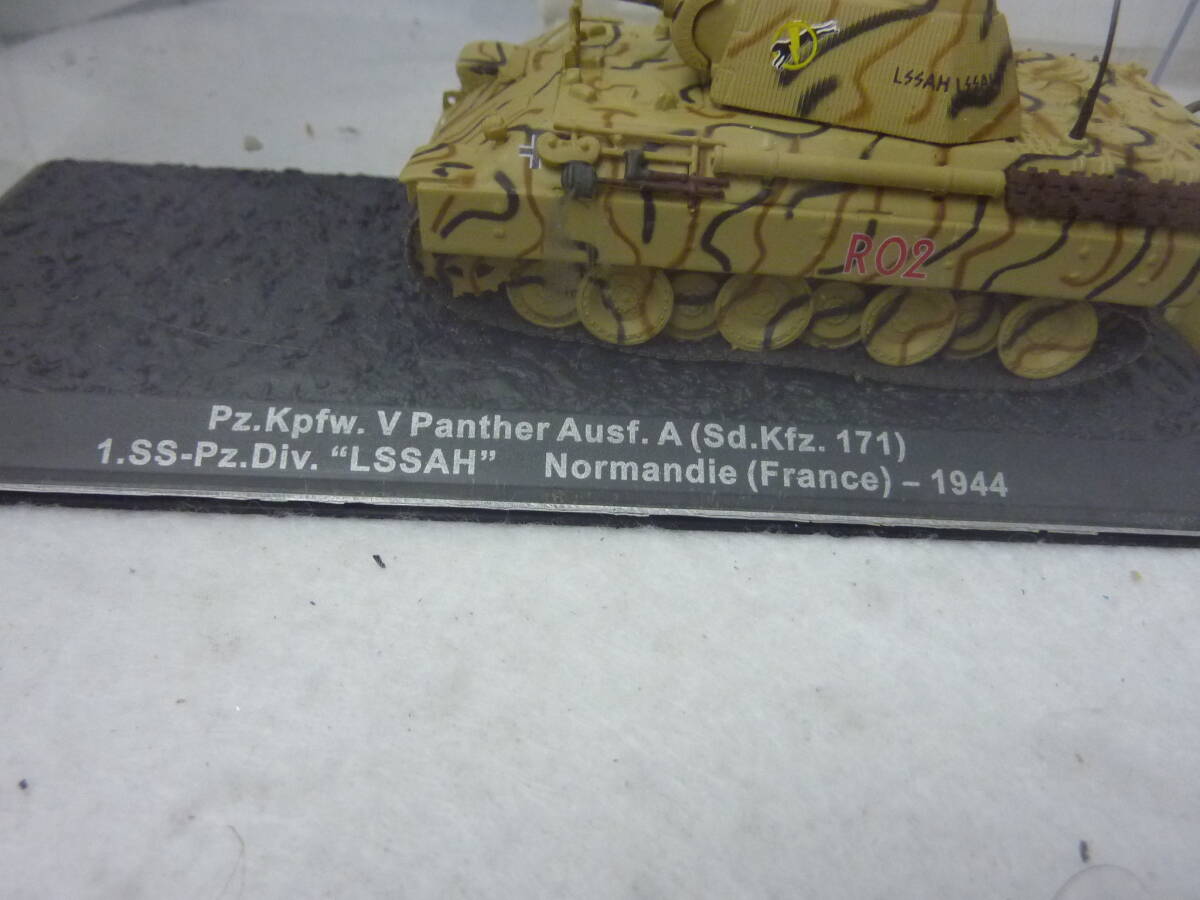 LSSAH LSSAH
R02
Pz.Kpfw. V Panther Ausf. A (Sd.Kfz. 171)
1.SS-Pz.Div. “LSSAH” Normandie (France) – 1944